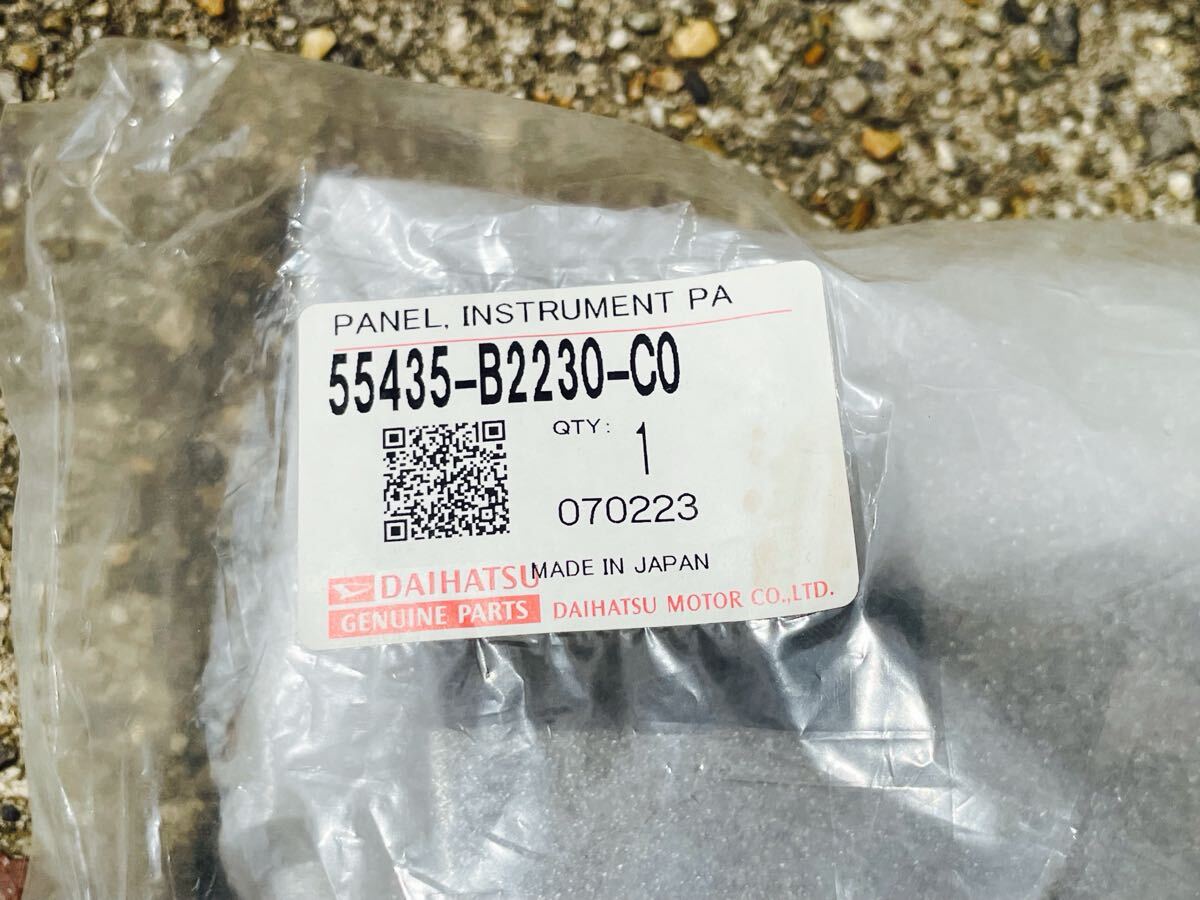 PANEL, INSTRUMENT PA
55435-B2230-C0
QTY: 1
070223
MADE IN JAPAN
DAIHATSU
GENUINE PARTS
DAIHATSU MOTOR CO.,LTD.